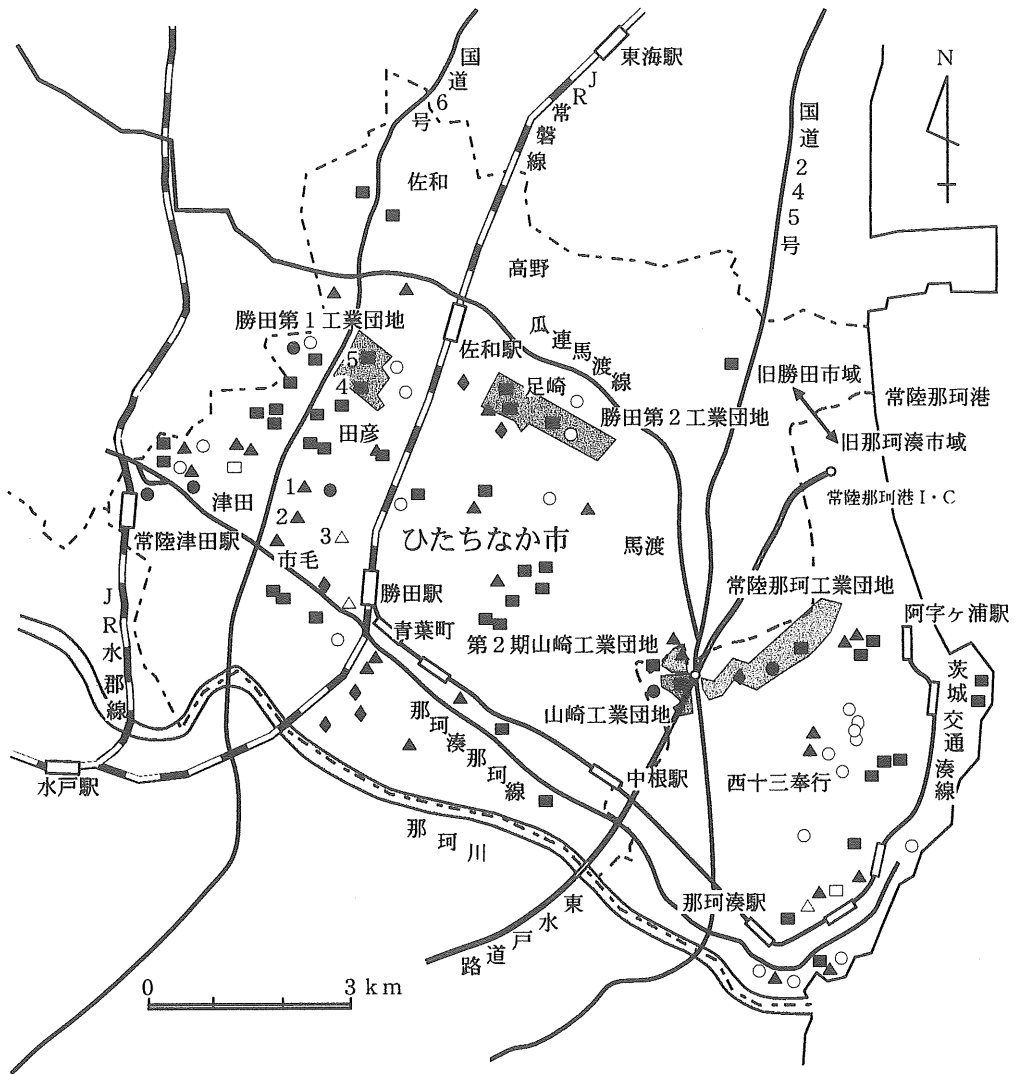 東海駅
国道6号
JR常磐線
国道245号
N
佐和
高野
勝田第1工業団地
佐和駅
瓜連馬渡線
足崎
5
4
勝田第2工業団地
旧勝田市域
常陸那珂港
旧那珂湊市域
田彦
常陸那珂港I・C
津田
1
2
3
ひたちなか市
馬渡
常陸津田駅
市毛
勝田駅
常陸那珂工業団地
阿字ヶ浦駅
JR水郡線
青葉町
第2期山崎工業団地
茨城交通湊線
山崎工業団地
那珂湊那珂線
中根駅
西十三奉行
水戸駅
那珂川
那珂湊駅
東水戸道路
0 3km